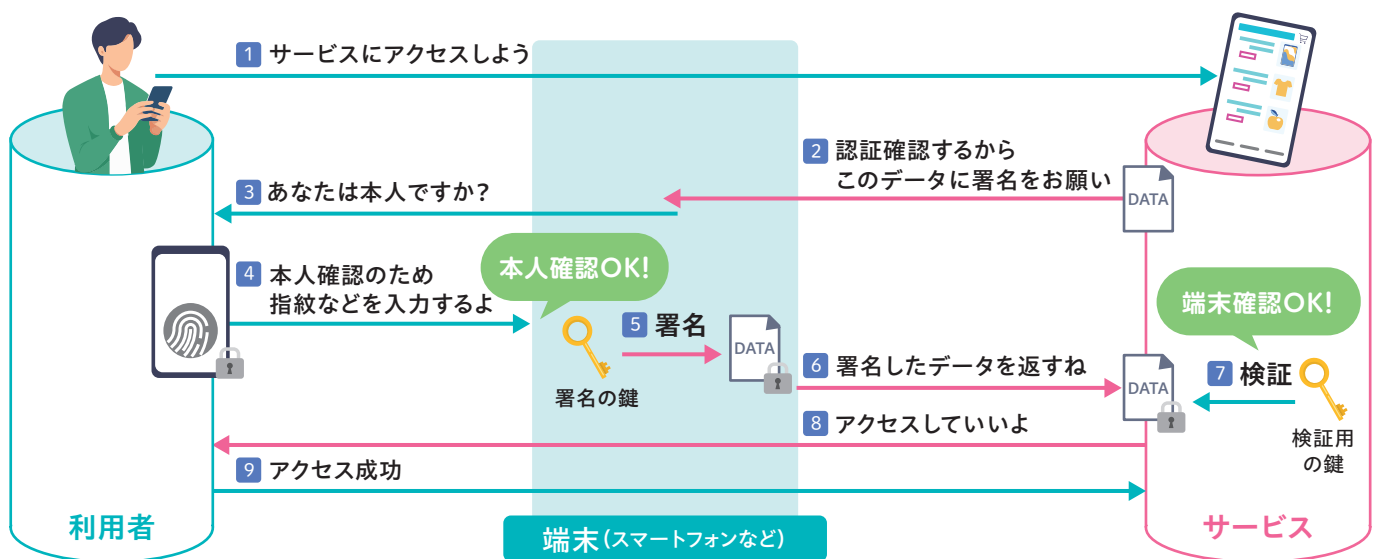 1 サービスにアクセスしよう
2 認証確認するから
このデータに署名をお願い
DATA
3 あなたは本人ですか?
4 本人確認のため
指紋などを入力するよ
本人確認OK!
署名の鍵
5 署名
DATA
6 署名したデータを返すね
DATA
端末確認OK!
7 検証
検証用
の鍵
8 アクセスしていいよ
9 アクセス成功
利用者
端末(スマートフォンなど)
サービス